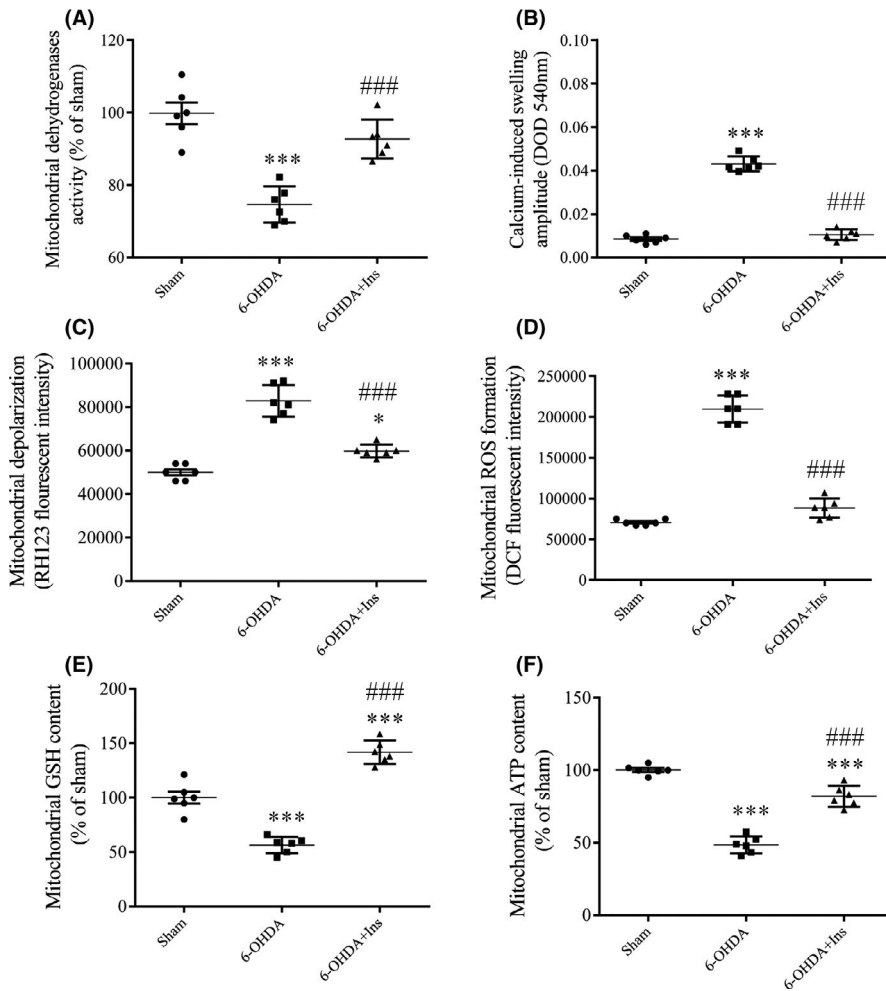 (A)
Mitochondrial dehydrogenases
activity (% of sham)
120
100
80
60
***
###
Sham
6-OHDA
6-OHDA+Ins
(B)
Calcium-induced swelling
amplitude (DOD 540nm)
0.10
0.08
0.06
0.04
0.02
0.00
***
###
Sham
6-OHDA
6-OHDA+Ins
(C)
Mitochondrial depolarization
(RH123 flourescent intensity)
100000
80000
60000
40000
20000
0
***
###
*
Sham
6-OHDA
6-OHDA+Ins
(D)
Mitochondrial ROS formation
(DCF fluorescent intensity)
250000
200000
150000
100000
50000
0
***
###
Sham
6-OHDA
6-OHDA+Ins
(E)
Mitochondrial GSH content
(% of sham)
200
150
100
50
0
***
###
***
Sham
6-OHDA
6-OHDA+Ins
(F)
Mitochondrial ATP content
(% of sham)
150
100
50
0
***
###
***
Sham
6-OHDA
6-OHDA+Ins